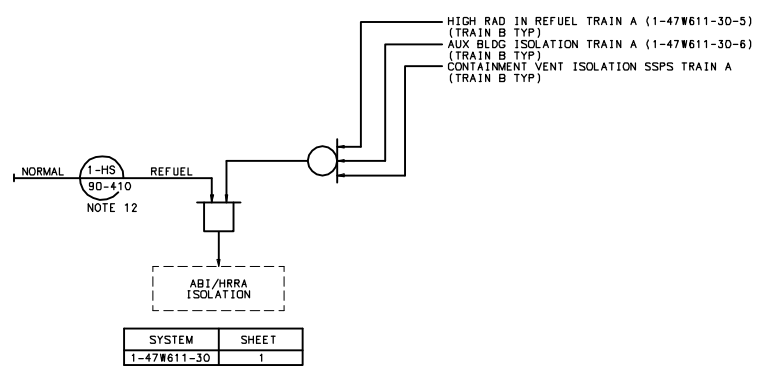 HIGH RAD IN REFUEL TRAIN A (1-47W611-30-5)
(TRAIN B TYP)
AUX BLDG ISOLATION TRAIN A (1-47W611-30-6)
(TRAIN B TYP)
CONTAINMENT VENT ISOLATION SSPS TRAIN A
(TRAIN B TYP)
NORMAL 1-HS REFUEL
90-410
NOTE 12
ABI/HRRA
ISOLATION
SYSTEM SHEET
1-47W611-30 1